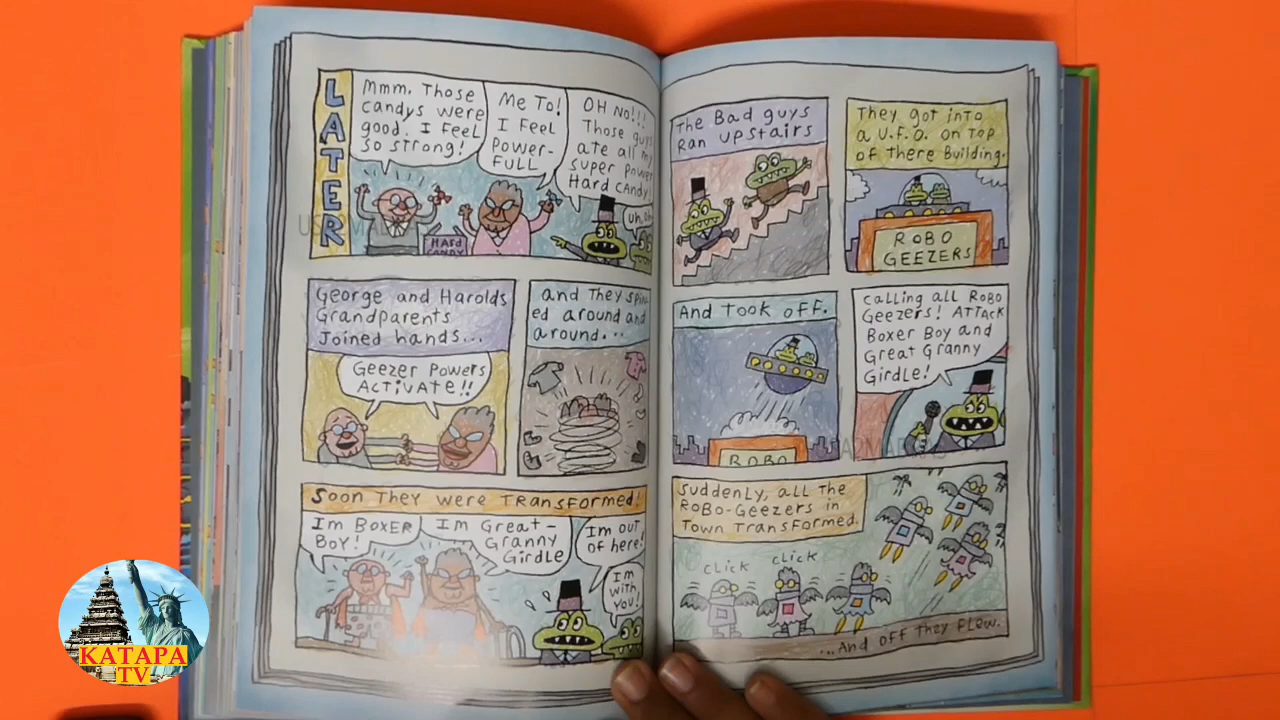 LATER
Mmm. Those
candys were
good. I Feel
so strong!
Me To!
I Feel
Power-
FULL
OH NO!!!
Those guys
ate all my
super power
Hard candy!
uh, oh
HARD
CANDY
George and Harolds
Grandparents
Joined hands...
Geezer Powers
ACTIVATE!!
and They spinn-
ed around and
around...
Soon They were TransFormed!
Im BOXER
Boy!
Im Great-
Granny
Girdle
Im out
of here!
I'm
with
you!
The Bad guys
Ran upstairs
They got into
a U.F.O. on Top
of There Building.
ROBO
GEEZERS
And Took off.
ROBO
calling all ROBO
Geezers! ATTACK
Boxer Boy and
Great Granny
Girdle!
Suddenly, all The
ROBO-Geezers in
Town TransFormed.
CLICK
CLICK
...And off They Flew.
KATAPA
TV